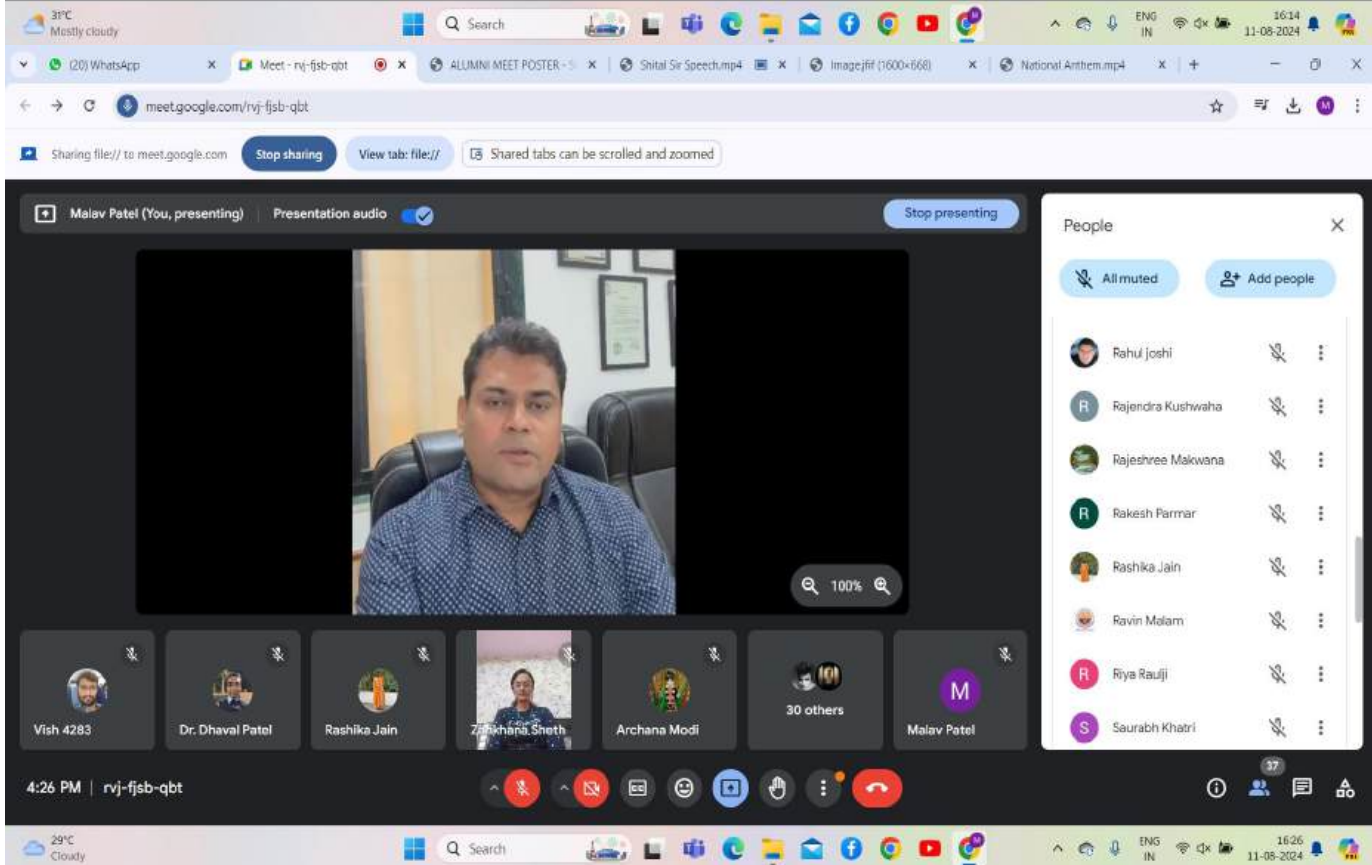 31°C
Mostly cloudy
Search
ENG
IN
16:14
11-08-2024
(20) WhatsApp
Meet - rvj-fjsb-qbt
ALUMNI MEET POSTER - S
Shital Sir Speech.mp4
Image.jfif (1600×668)
National Anthem.mp4
meet.google.com/rvj-fjsb-qbt
M
Sharing file:// to meet.google.com
Stop sharing
View tab: file://
Shared tabs can be scrolled and zoomed
Malav Patel (You, presenting)
Presentation audio
Stop presenting
People
All muted
Add people
Rahul joshi
R Rajendra Kushwaha
Rajeshree Makwana
R Rakesh Parmar
Rashika Jain
Ravin Malam
R Riya Raulji
S Saurabh Khatri
100%
Vish 4283
Dr. Dhaval Patel
Rashika Jain
Zankhana Sheth
Archana Modi
30 others
M
Malav Patel
4:26 PM | rvj-fjsb-qbt
37
29°C
Cloudy
Search
ENG
IN
16:26
11-08-2024